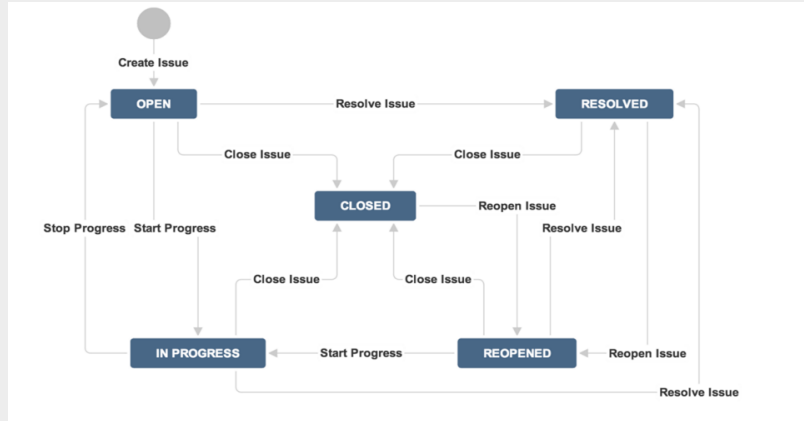 Create Issue
OPEN
Resolve Issue
RESOLVED
Close Issue
Close Issue
CLOSED
Reopen Issue
Stop Progress
Start Progress
Resolve Issue
Close Issue
Close Issue
IN PROGRESS
Start Progress
REOPENED
Reopen Issue
Resolve Issue